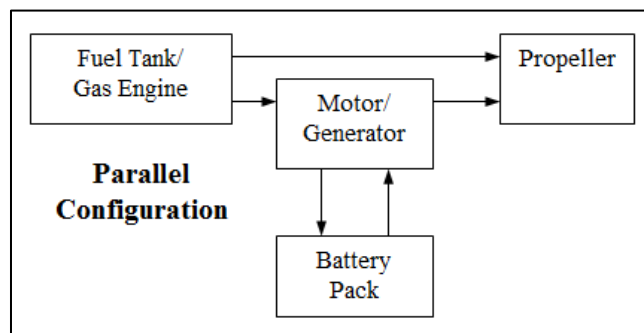 Fuel Tank/
Gas Engine
Propeller
Motor/
Generator
Parallel
Configuration
Battery
Pack